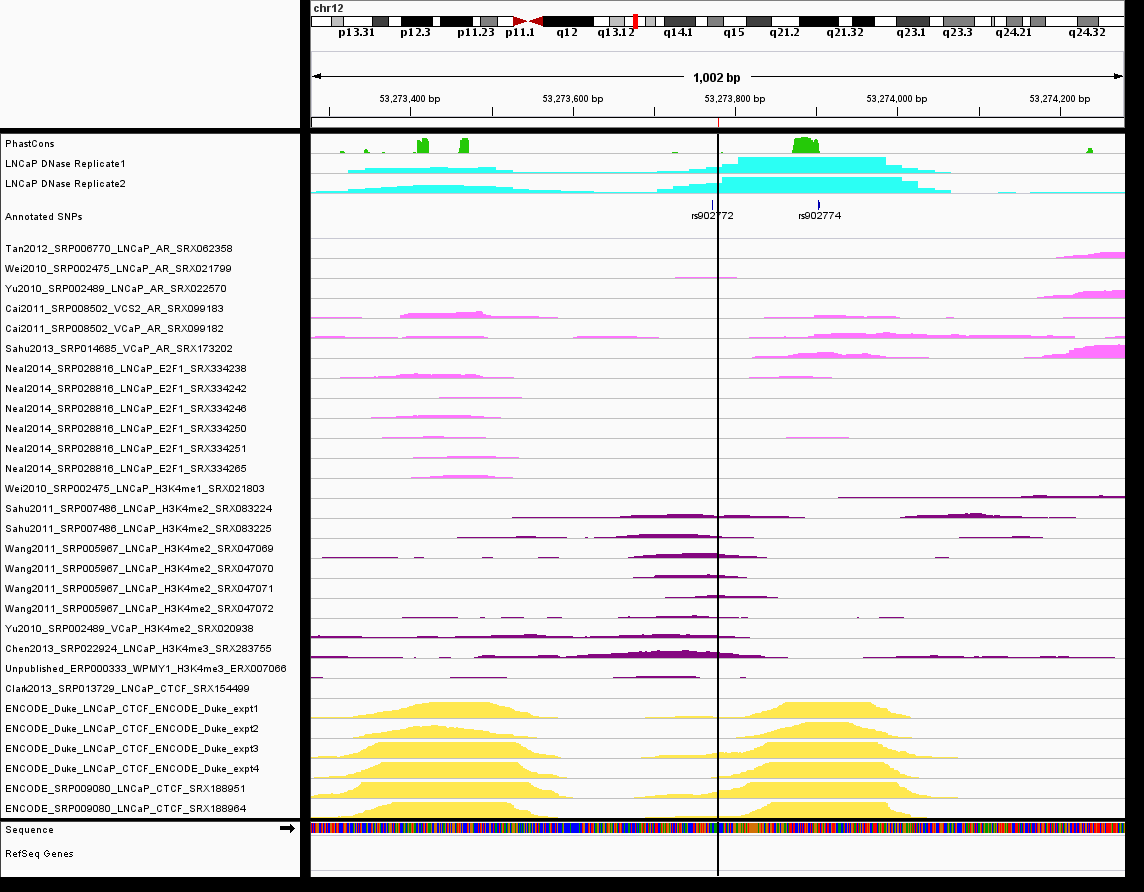 chr12
p13.31 p12.3 p11.23 p11.1 q12 q13.12 q14.1 q15 q21.2 q21.32 q23.1 q23.3 q24.21 q24.32
1,002 bp
53,273,400 bp 53,273,600 bp 53,273,800 bp 53,274,000 bp 53,274,200 bp
PhastCons
LNCaP DNase Replicate1
LNCaP DNase Replicate2
Annotated SNPs
rs902772 rs902774
Tan2012_SRP006770_LNCaP_AR_SRX062358
Wei2010_SRP002475_LNCaP_AR_SRX021799
Yu2010_SRP002489_LNCaP_AR_SRX022570
Cai2011_SRP008502_VCS2_AR_SRX099183
Cai2011_SRP008502_VCaP_AR_SRX099182
Sahu2013_SRP014685_VCaP_AR_SRX173202
Neal2014_SRP028816_LNCaP_E2F1_SRX334238
Neal2014_SRP028816_LNCaP_E2F1_SRX334242
Neal2014_SRP028816_LNCaP_E2F1_SRX334246
Neal2014_SRP028816_LNCaP_E2F1_SRX334250
Neal2014_SRP028816_LNCaP_E2F1_SRX334251
Neal2014_SRP028816_LNCaP_E2F1_SRX334265
Wei2010_SRP002475_LNCaP_H3K4me1_SRX021803
Sahu2011_SRP007486_LNCaP_H3K4me2_SRX083224
Sahu2011_SRP007486_LNCaP_H3K4me2_SRX083225
Wang2011_SRP005967_LNCaP_H3K4me2_SRX047069
Wang2011_SRP005967_LNCaP_H3K4me2_SRX047070
Wang2011_SRP005967_LNCaP_H3K4me2_SRX047071
Wang2011_SRP005967_LNCaP_H3K4me2_SRX047072
Yu2010_SRP002489_VCaP_H3K4me2_SRX020938
Chen2013_SRP022924_LNCaP_H3K4me3_SRX283755
Unpublished_ERP000333_WPMY1_H3K4me3_ERX007066
Clark2013_SRP013729_LNCaP_CTCF_SRX154499
ENCODE_Duke_LNCaP_CTCF_ENCODE_Duke_expt1
ENCODE_Duke_LNCaP_CTCF_ENCODE_Duke_expt2
ENCODE_Duke_LNCaP_CTCF_ENCODE_Duke_expt3
ENCODE_Duke_LNCaP_CTCF_ENCODE_Duke_expt4
ENCODE_SRP009080_LNCaP_CTCF_SRX188951
ENCODE_SRP009080_LNCaP_CTCF_SRX188964
Sequence
RefSeq Genes